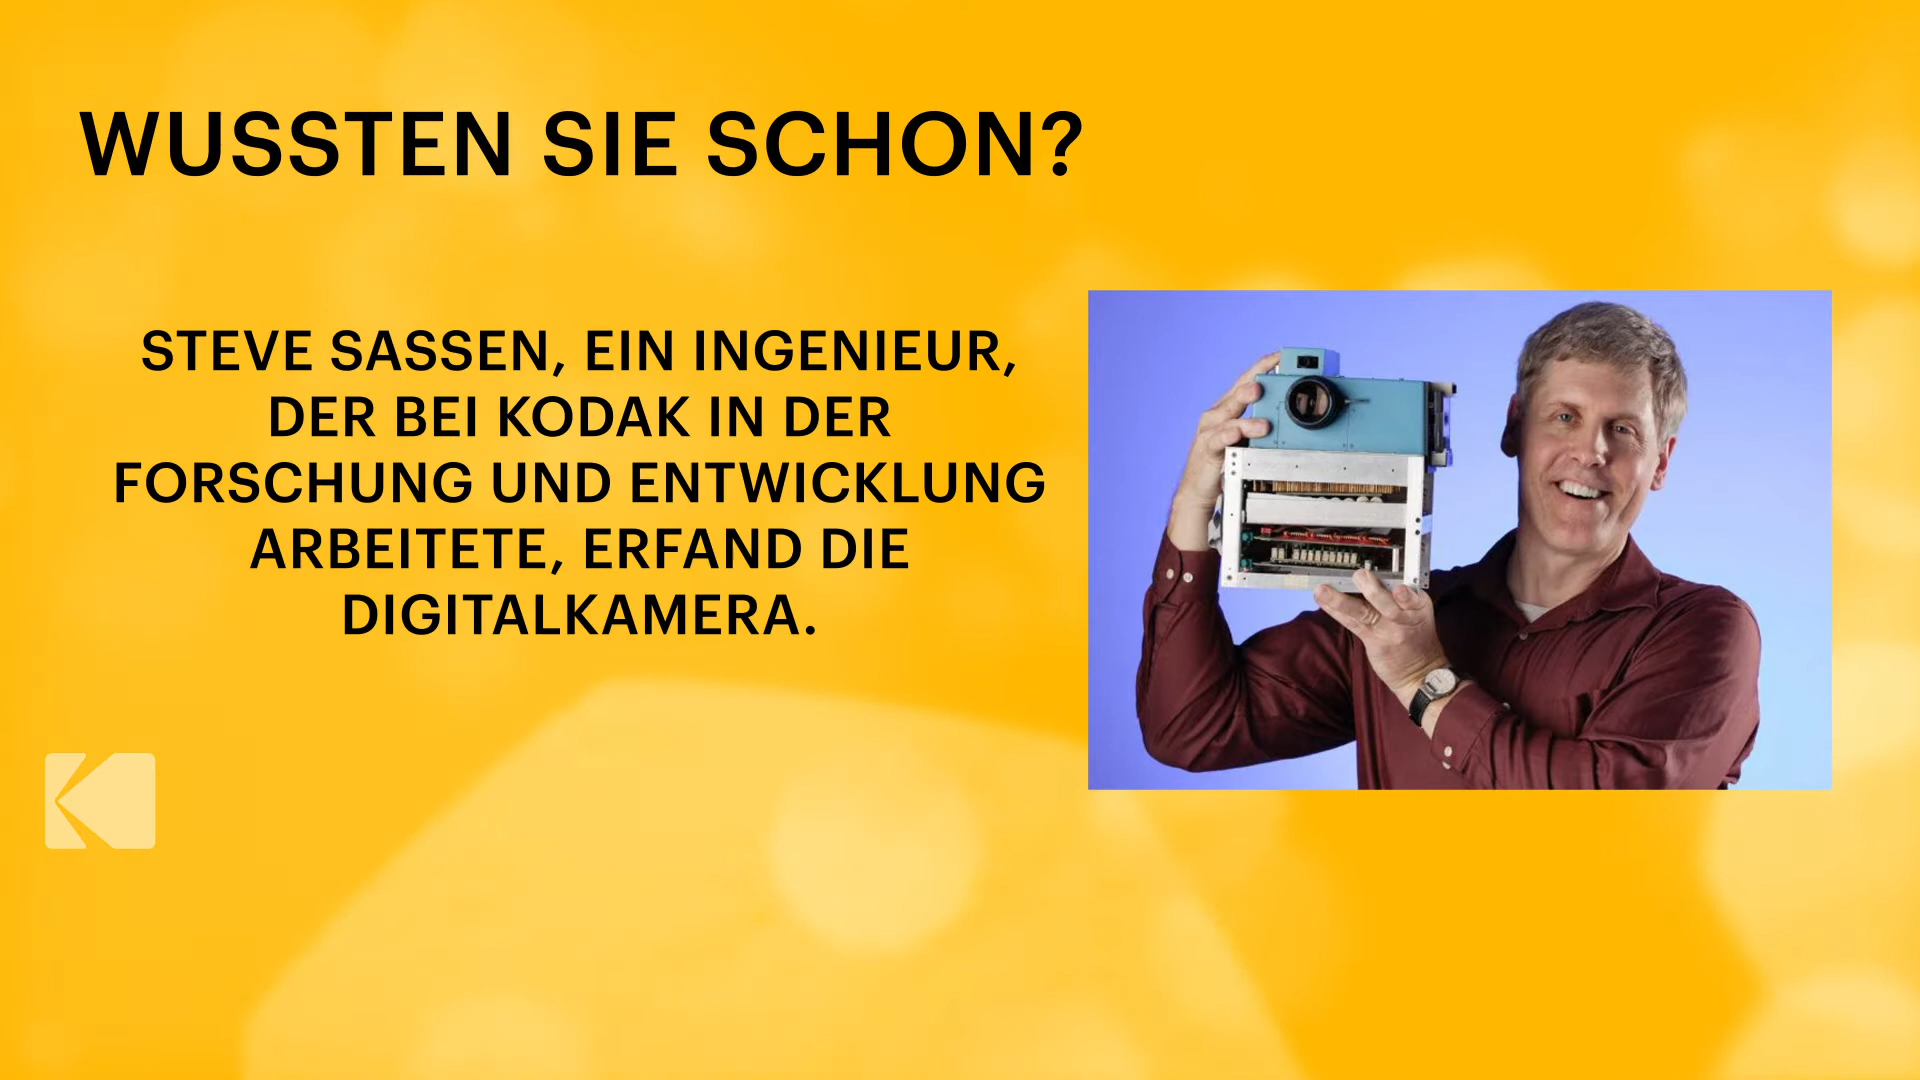 WUSSTEN SIE SCHON?
STEVE SASSEN, EIN INGENIEUR,
DER BEI KODAK IN DER
FORSCHUNG UND ENTWICKLUNG
ARBEITETE, ERFAND DIE
DIGITALKAMERA.